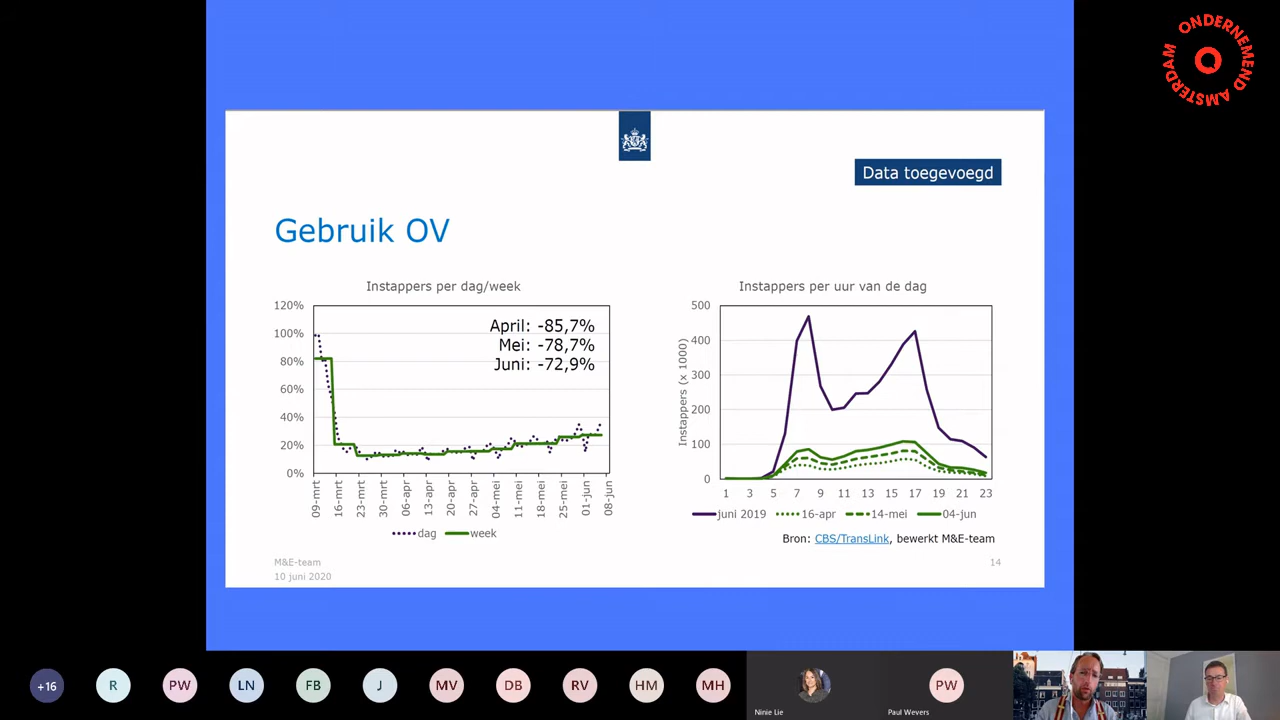 ONDERNEMEND AMSTERDAM
Data toegevoegd
Gebruik OV
Instappers per dag/week
120%
100%
80%
60%
40%
20%
0%
April: -85,7%
Mei: -78,7%
Juni: -72,9%
09-mrt
16-mrt
23-mrt
30-mrt
06-apr
13-apr
20-apr
27-apr
04-mei
11-mei
18-mei
25-mei
01-jun
08-jun
dag week
Instappers per uur van de dag
Instappers (x 1000)
500
400
300
200
100
0
1 3 5 7 9 11 13 15 17 19 21 23
juni 2019 16-apr 14-mei 04-jun
Bron: CBS/TransLink, bewerkt M&E-team
M&E-team
10 juni 2020
14
+16 R PW LN FB J MV DB RV HM MH PW
Ninie Lie
Paul Wevers